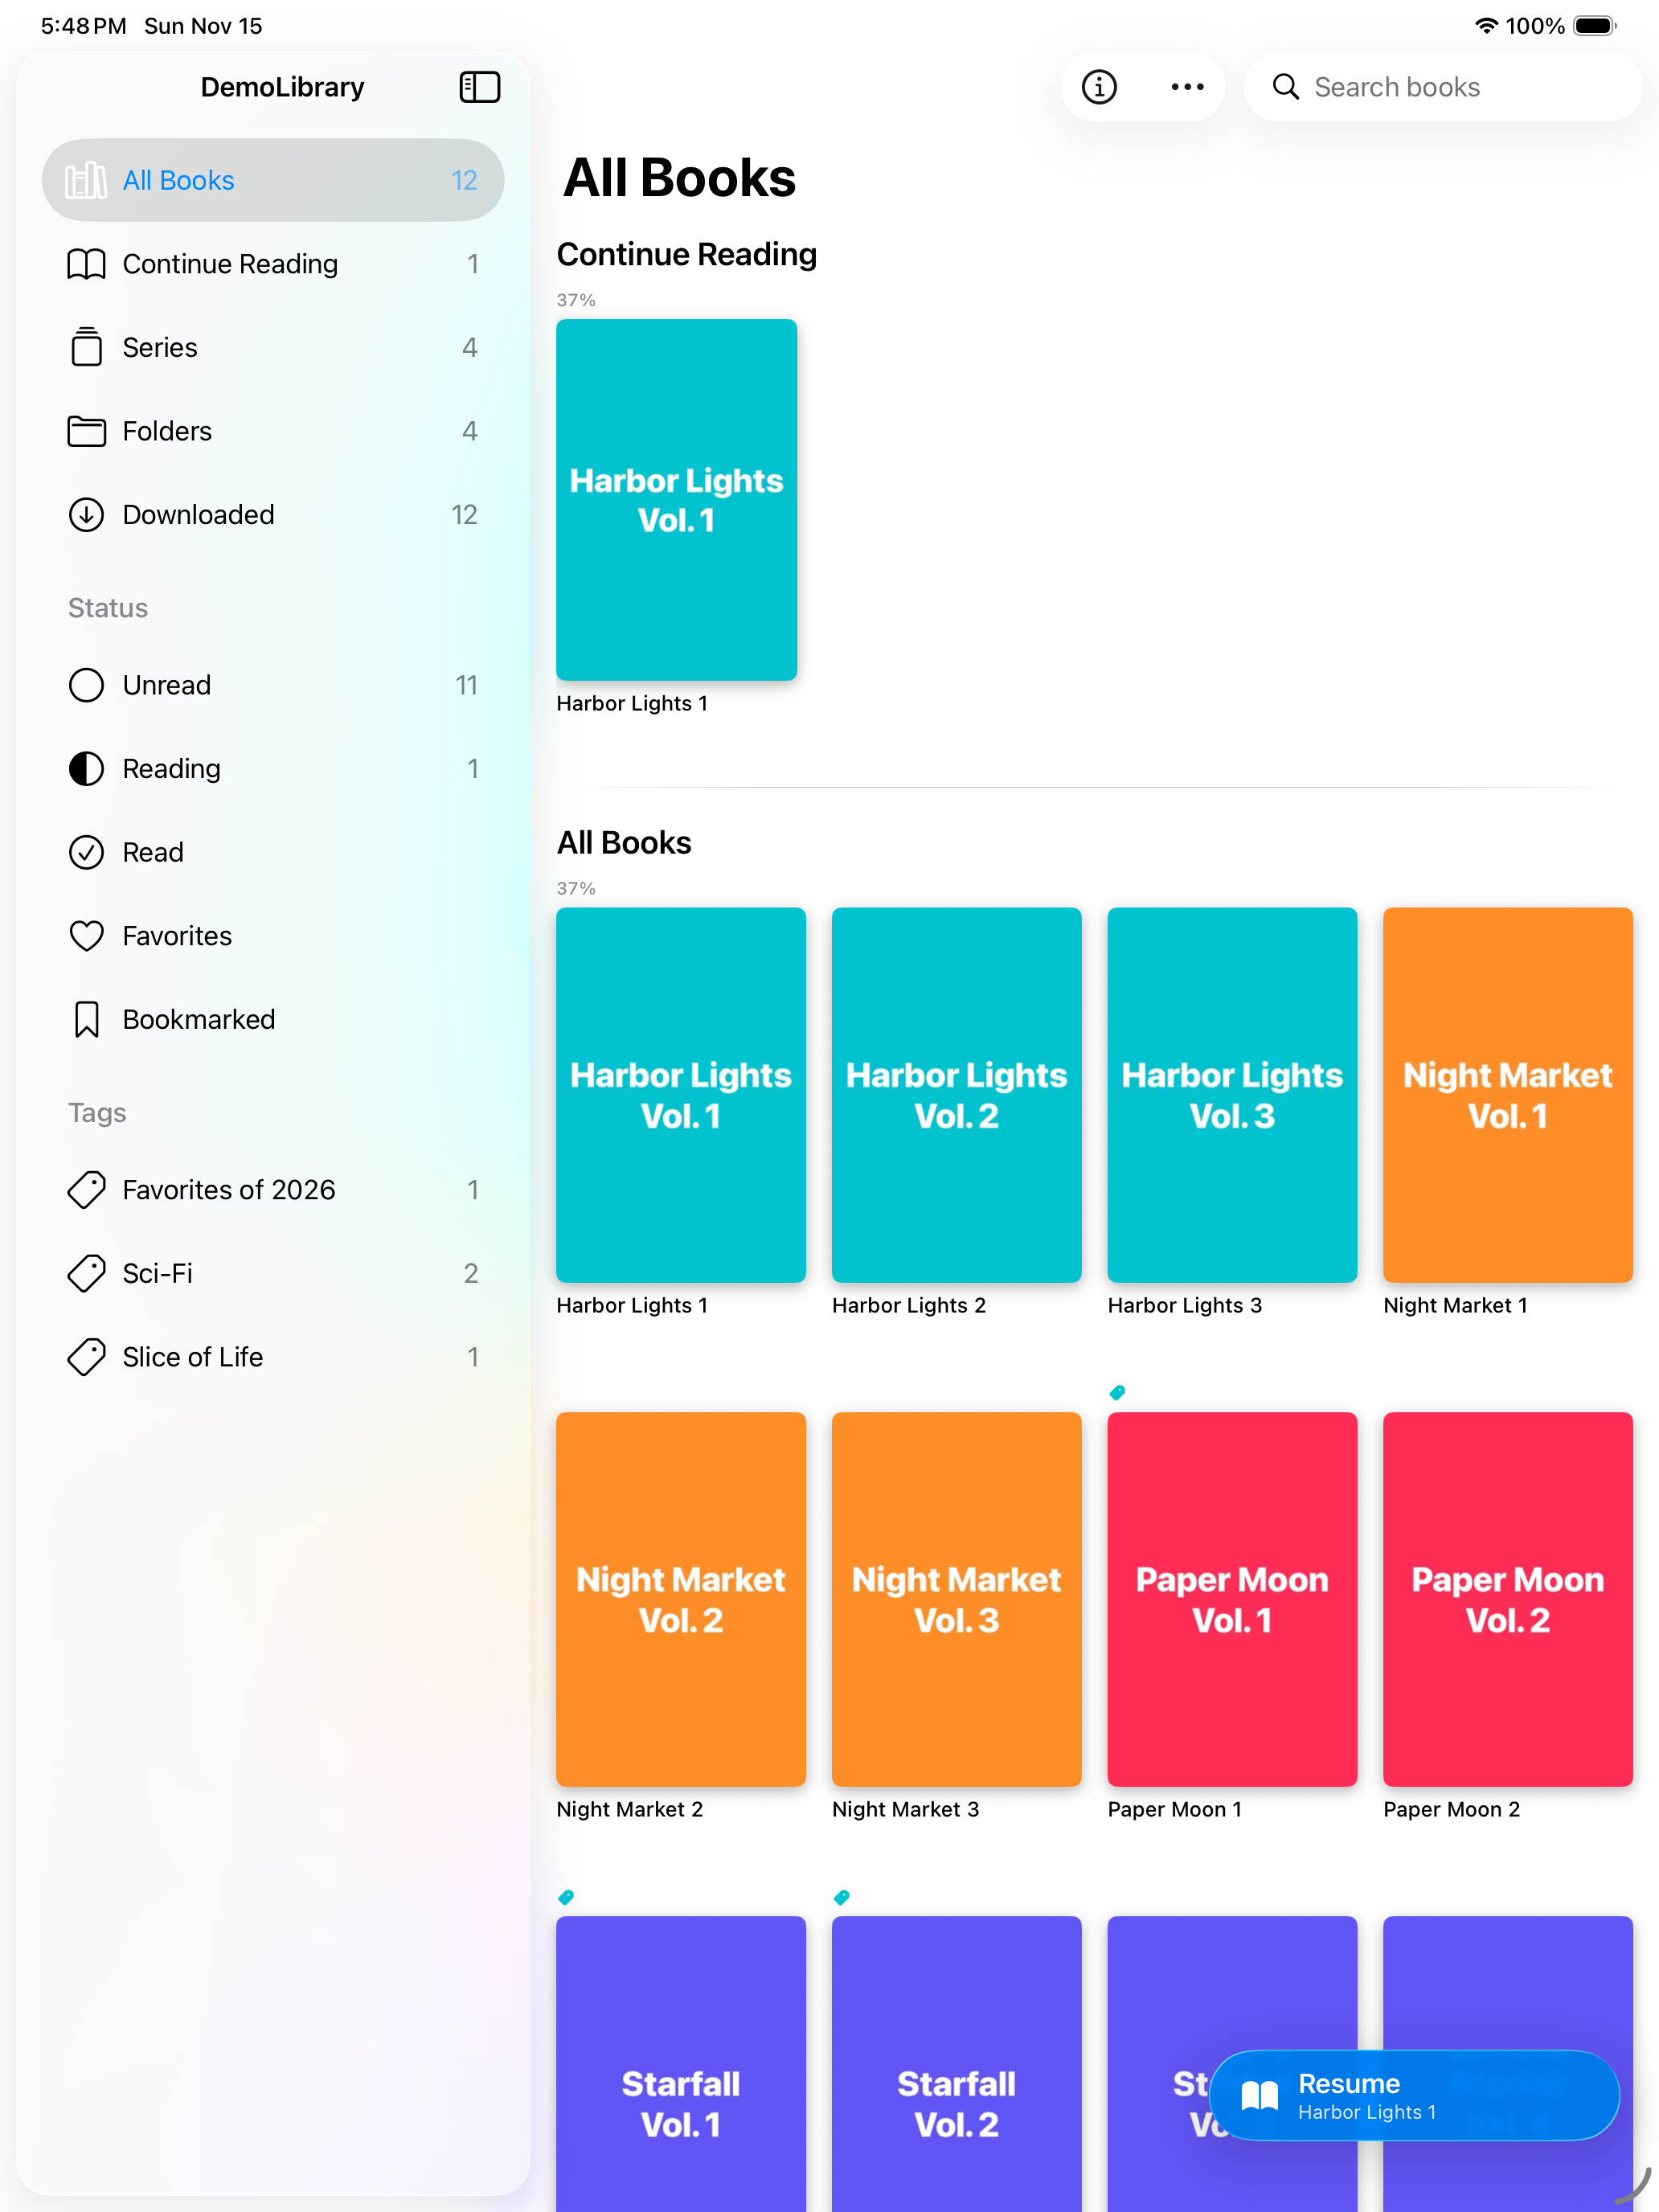 5:48 PM Sun Nov 15
100%
DemoLibrary
Search books
All Books 12
Continue Reading 1
Series 4
Folders 4
Downloaded 12
Status
Unread 11
Reading 1
Read
Favorites
Bookmarked
Tags
Favorites of 2026 1
Sci-Fi 2
Slice of Life 1
All Books
Continue Reading
37%
Harbor Lights
Vol. 1
Harbor Lights 1
All Books
37%
Harbor Lights
Vol. 1
Harbor Lights 1
Harbor Lights
Vol. 2
Harbor Lights 2
Harbor Lights
Vol. 3
Harbor Lights 3
Night Market
Vol. 1
Night Market 1
Night Market
Vol. 2
Night Market 2
Night Market
Vol. 3
Night Market 3
Paper Moon
Vol. 1
Paper Moon 1
Paper Moon
Vol. 2
Paper Moon 2
Starfall
Vol. 1
Starfall
Vol. 2
Resume
Harbor Lights 1